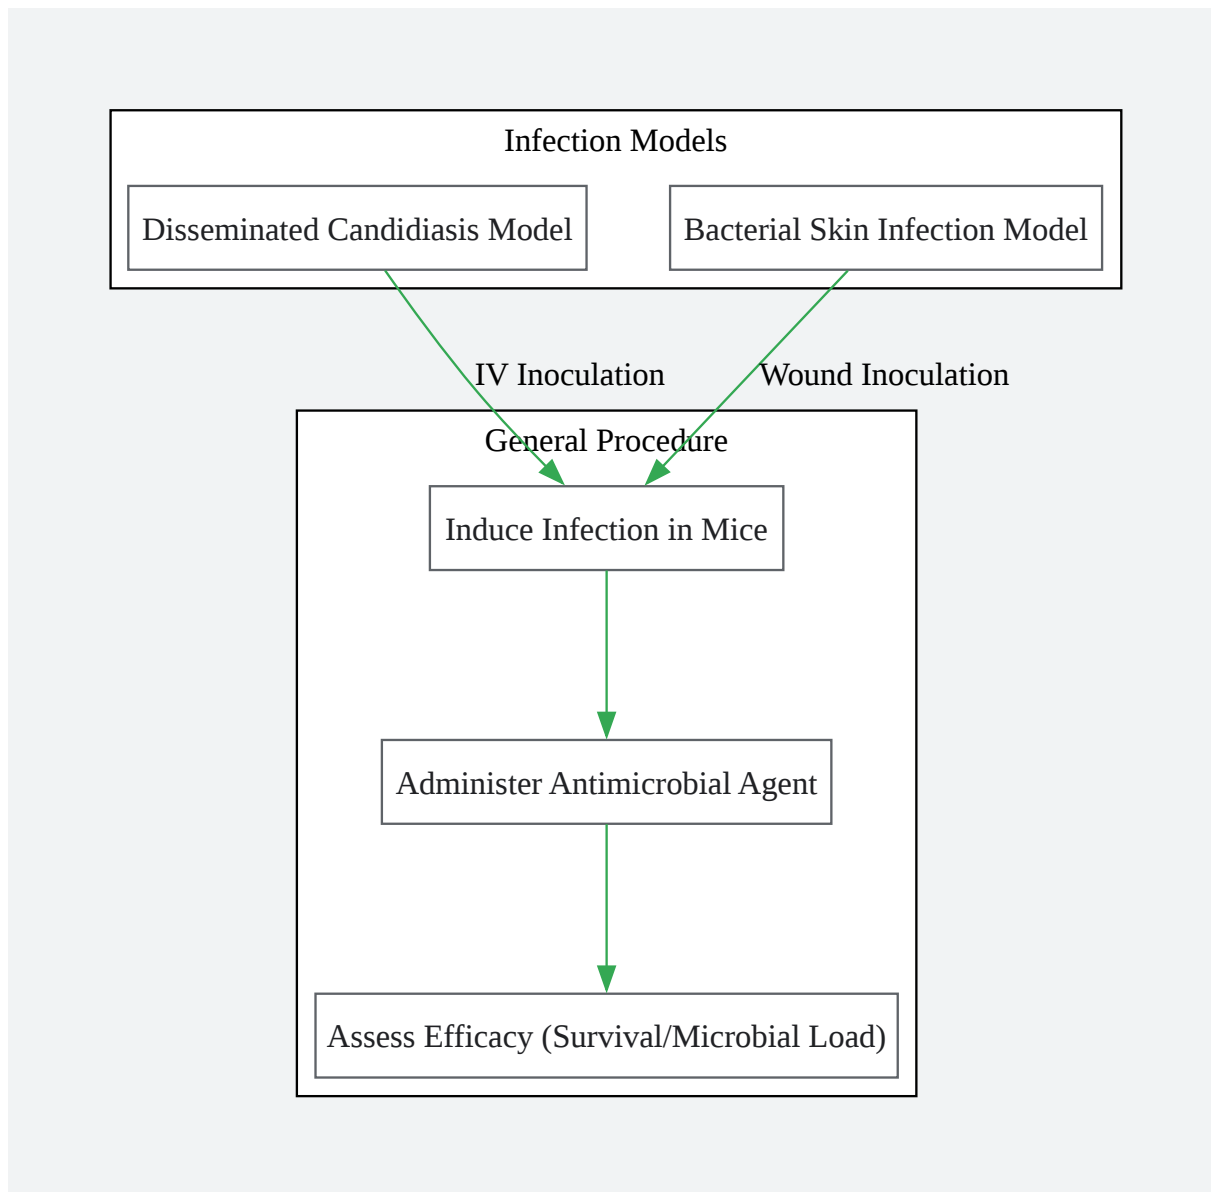 Infection Models
Disseminated Candidiasis Model
Bacterial Skin Infection Model
IV Inoculation
Wound Inoculation
General Procedure
Induce Infection in Mice
Administer Antimicrobial Agent
Assess Efficacy (Survival/Microbial Load)